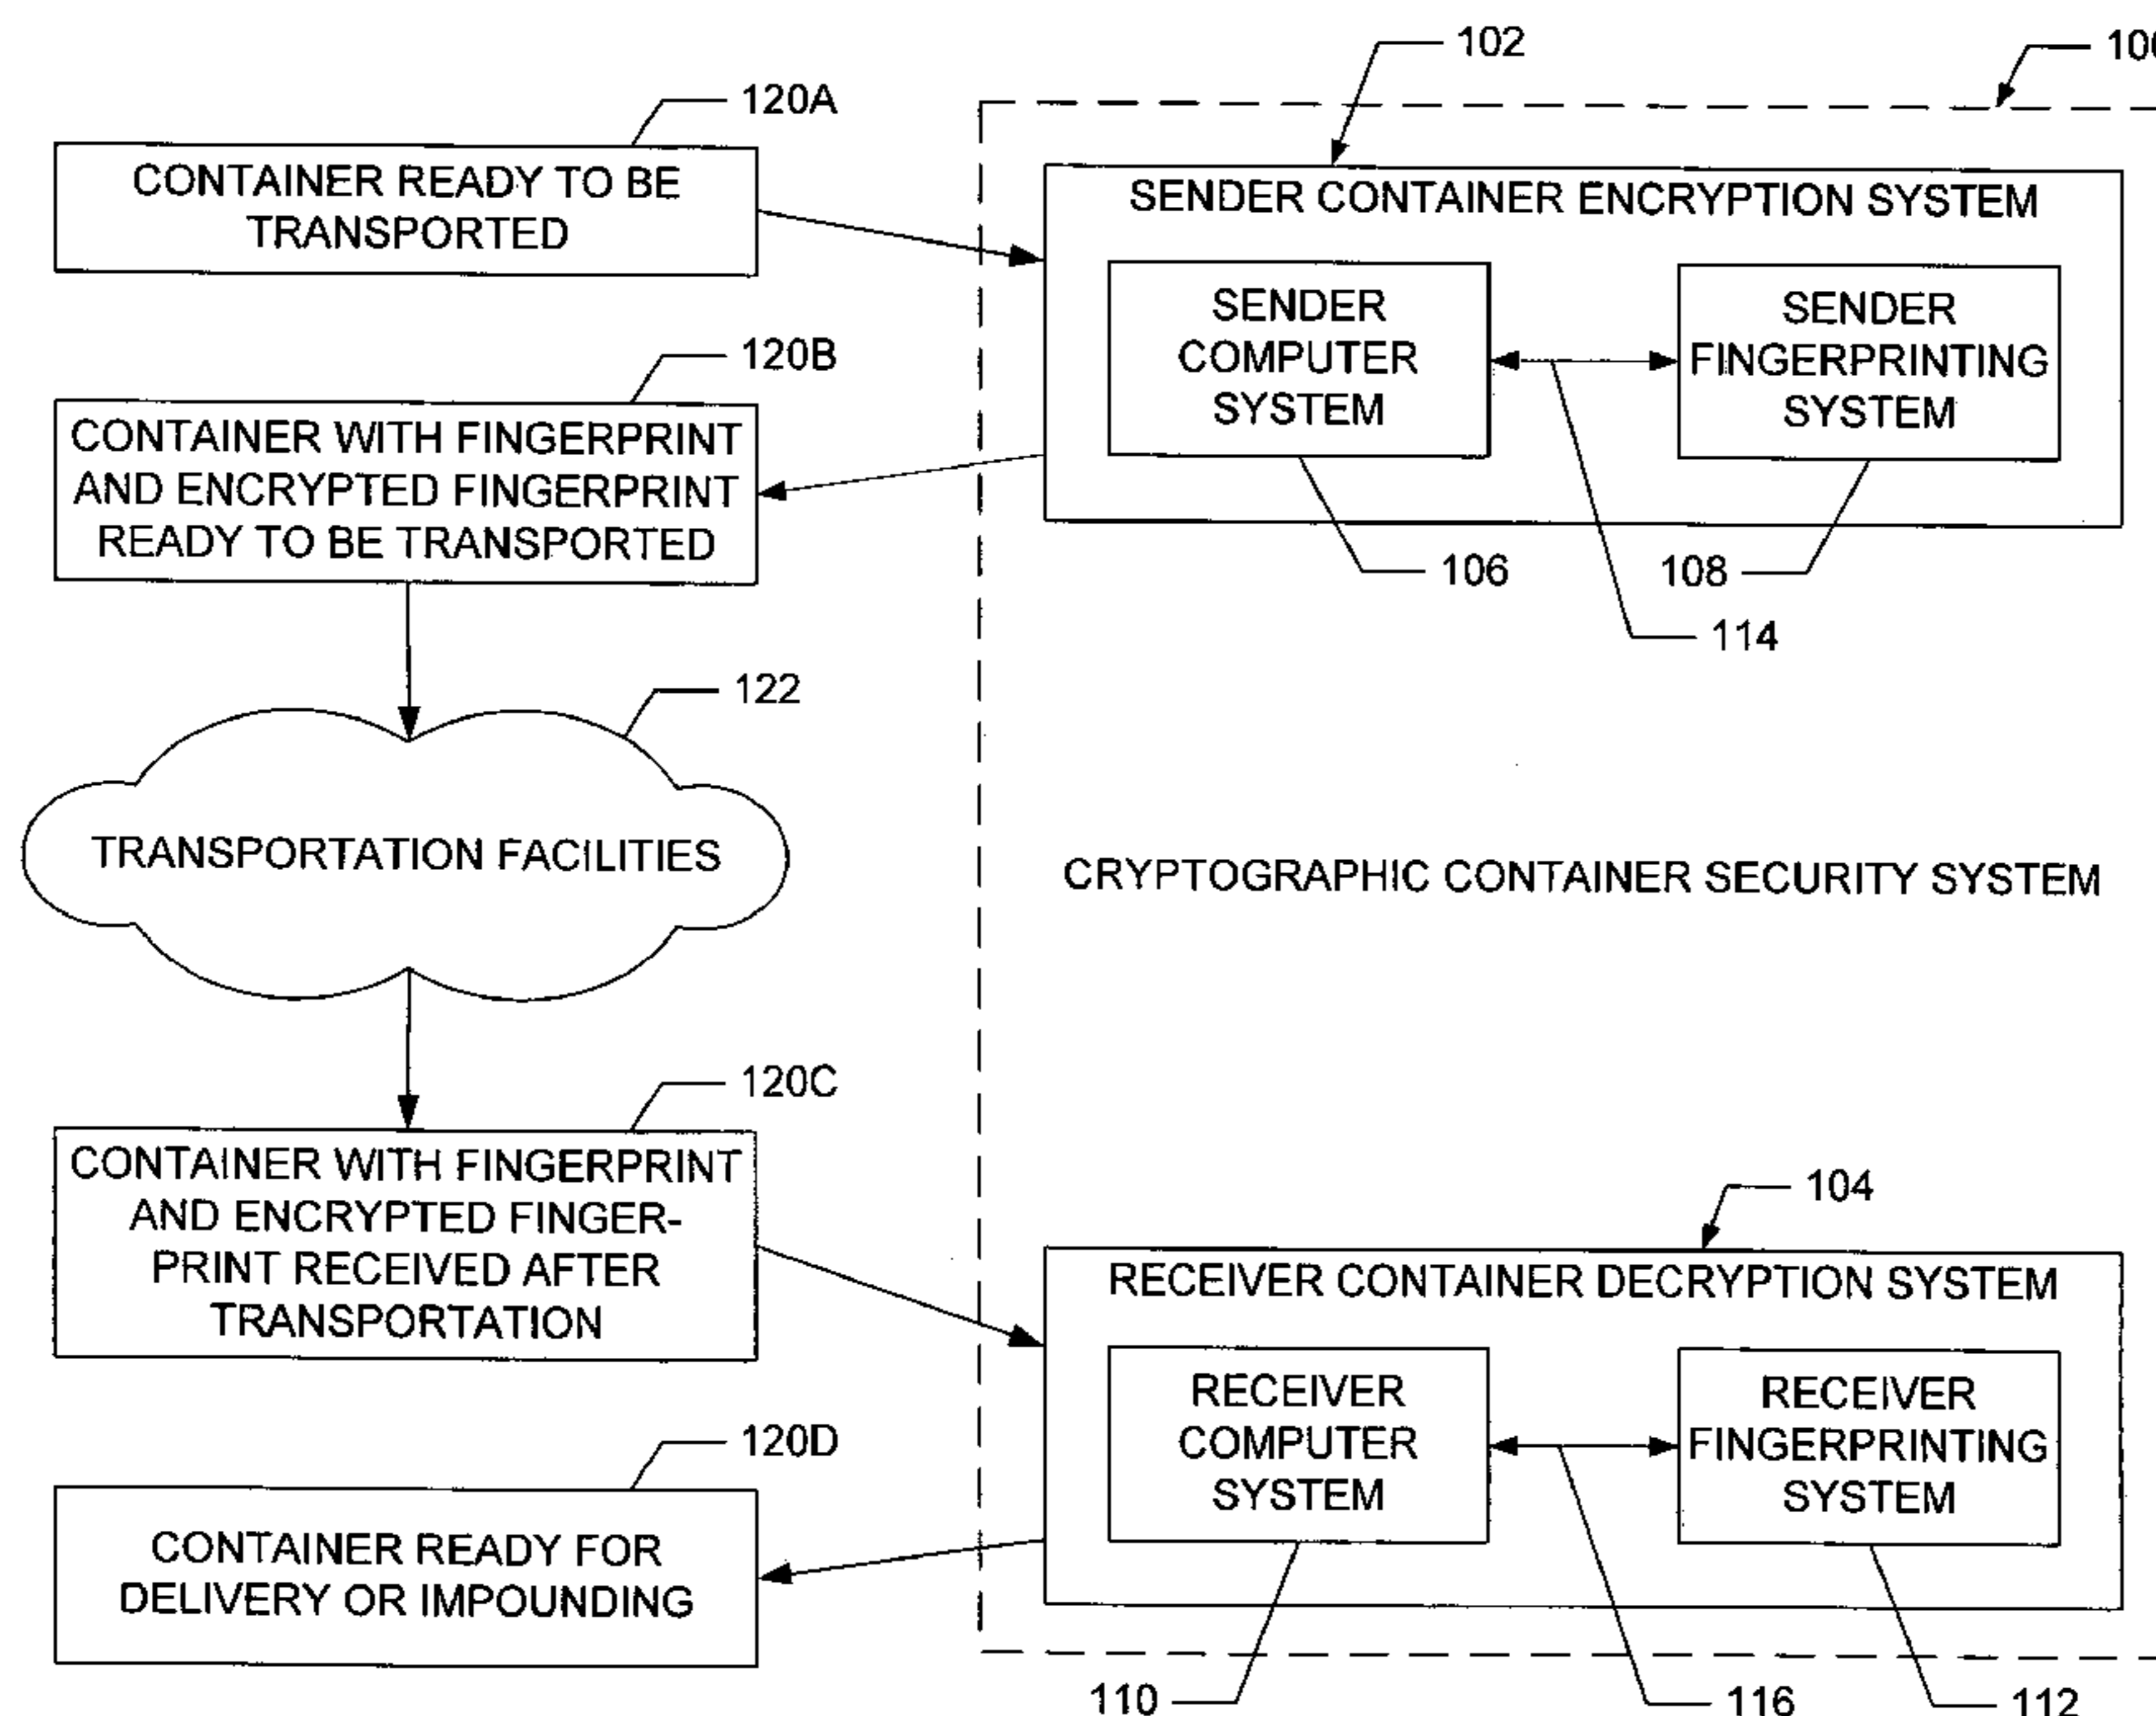 102
100
120A
CONTAINER READY TO BE
TRANSPORTED
SENDER CONTAINER ENCRYPTION SYSTEM
SENDER
COMPUTER
SYSTEM
SENDER
FINGERPRINTING
SYSTEM
120B
CONTAINER WITH FINGERPRINT
AND ENCRYPTED FINGERPRINT
READY TO BE TRANSPORTED
106
108
114
122
TRANSPORTATION FACILITIES
CRYPTOGRAPHIC CONTAINER SECURITY SYSTEM
120C
CONTAINER WITH FINGERPRINT
AND ENCRYPTED FINGER-
PRINT RECEIVED AFTER
TRANSPORTATION
104
RECEIVER CONTAINER DECRYPTION SYSTEM
RECEIVER
COMPUTER
SYSTEM
RECEIVER
FINGERPRINTING
SYSTEM
120D
CONTAINER READY FOR
DELIVERY OR IMPOUNDING
110
116
112